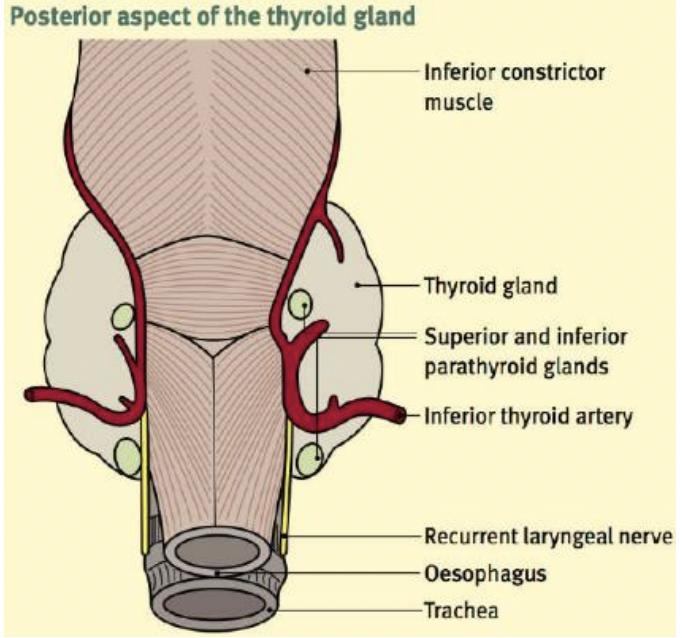 Posterior aspect of the thyroid gland
Inferior constrictor
muscle
Thyroid gland
Superior and inferior
parathyroid glands
Inferior thyroid artery
Recurrent laryngeal nerve
Oesophagus
Trachea